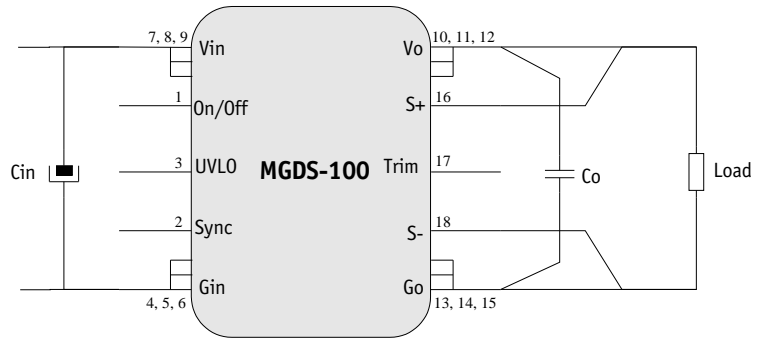 7, 8, 9
Vin
Vo
10, 11, 12
1
On/Off
S+
16
Cin
3
UVLO
MGDS-100
Trim
17
Co
Load
2
Sync
S-
18
Gin
Go
4, 5, 6
13, 14, 15